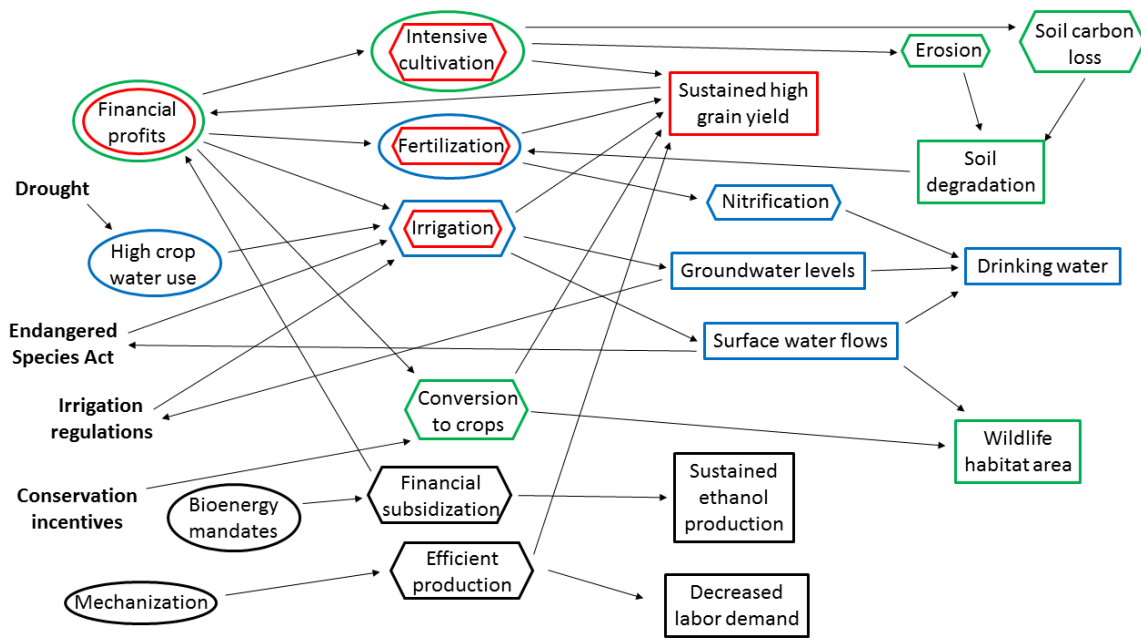 Intensive
cultivation
Erosion
Soil carbon
loss
Financial
profits
Sustained high
grain yield
Fertilization
Soil
degradation
Drought
Nitrification
Irrigation
High crop
water use
Groundwater levels
Drinking water
Endangered
Species Act
Surface water flows
Irrigation
regulations
Conversion
to crops
Wildlife
habitat area
Conservation
incentives
Bioenergy
mandates
Financial
subsidization
Sustained
ethanol
production
Mechanization
Efficient
production
Decreased
labor demand